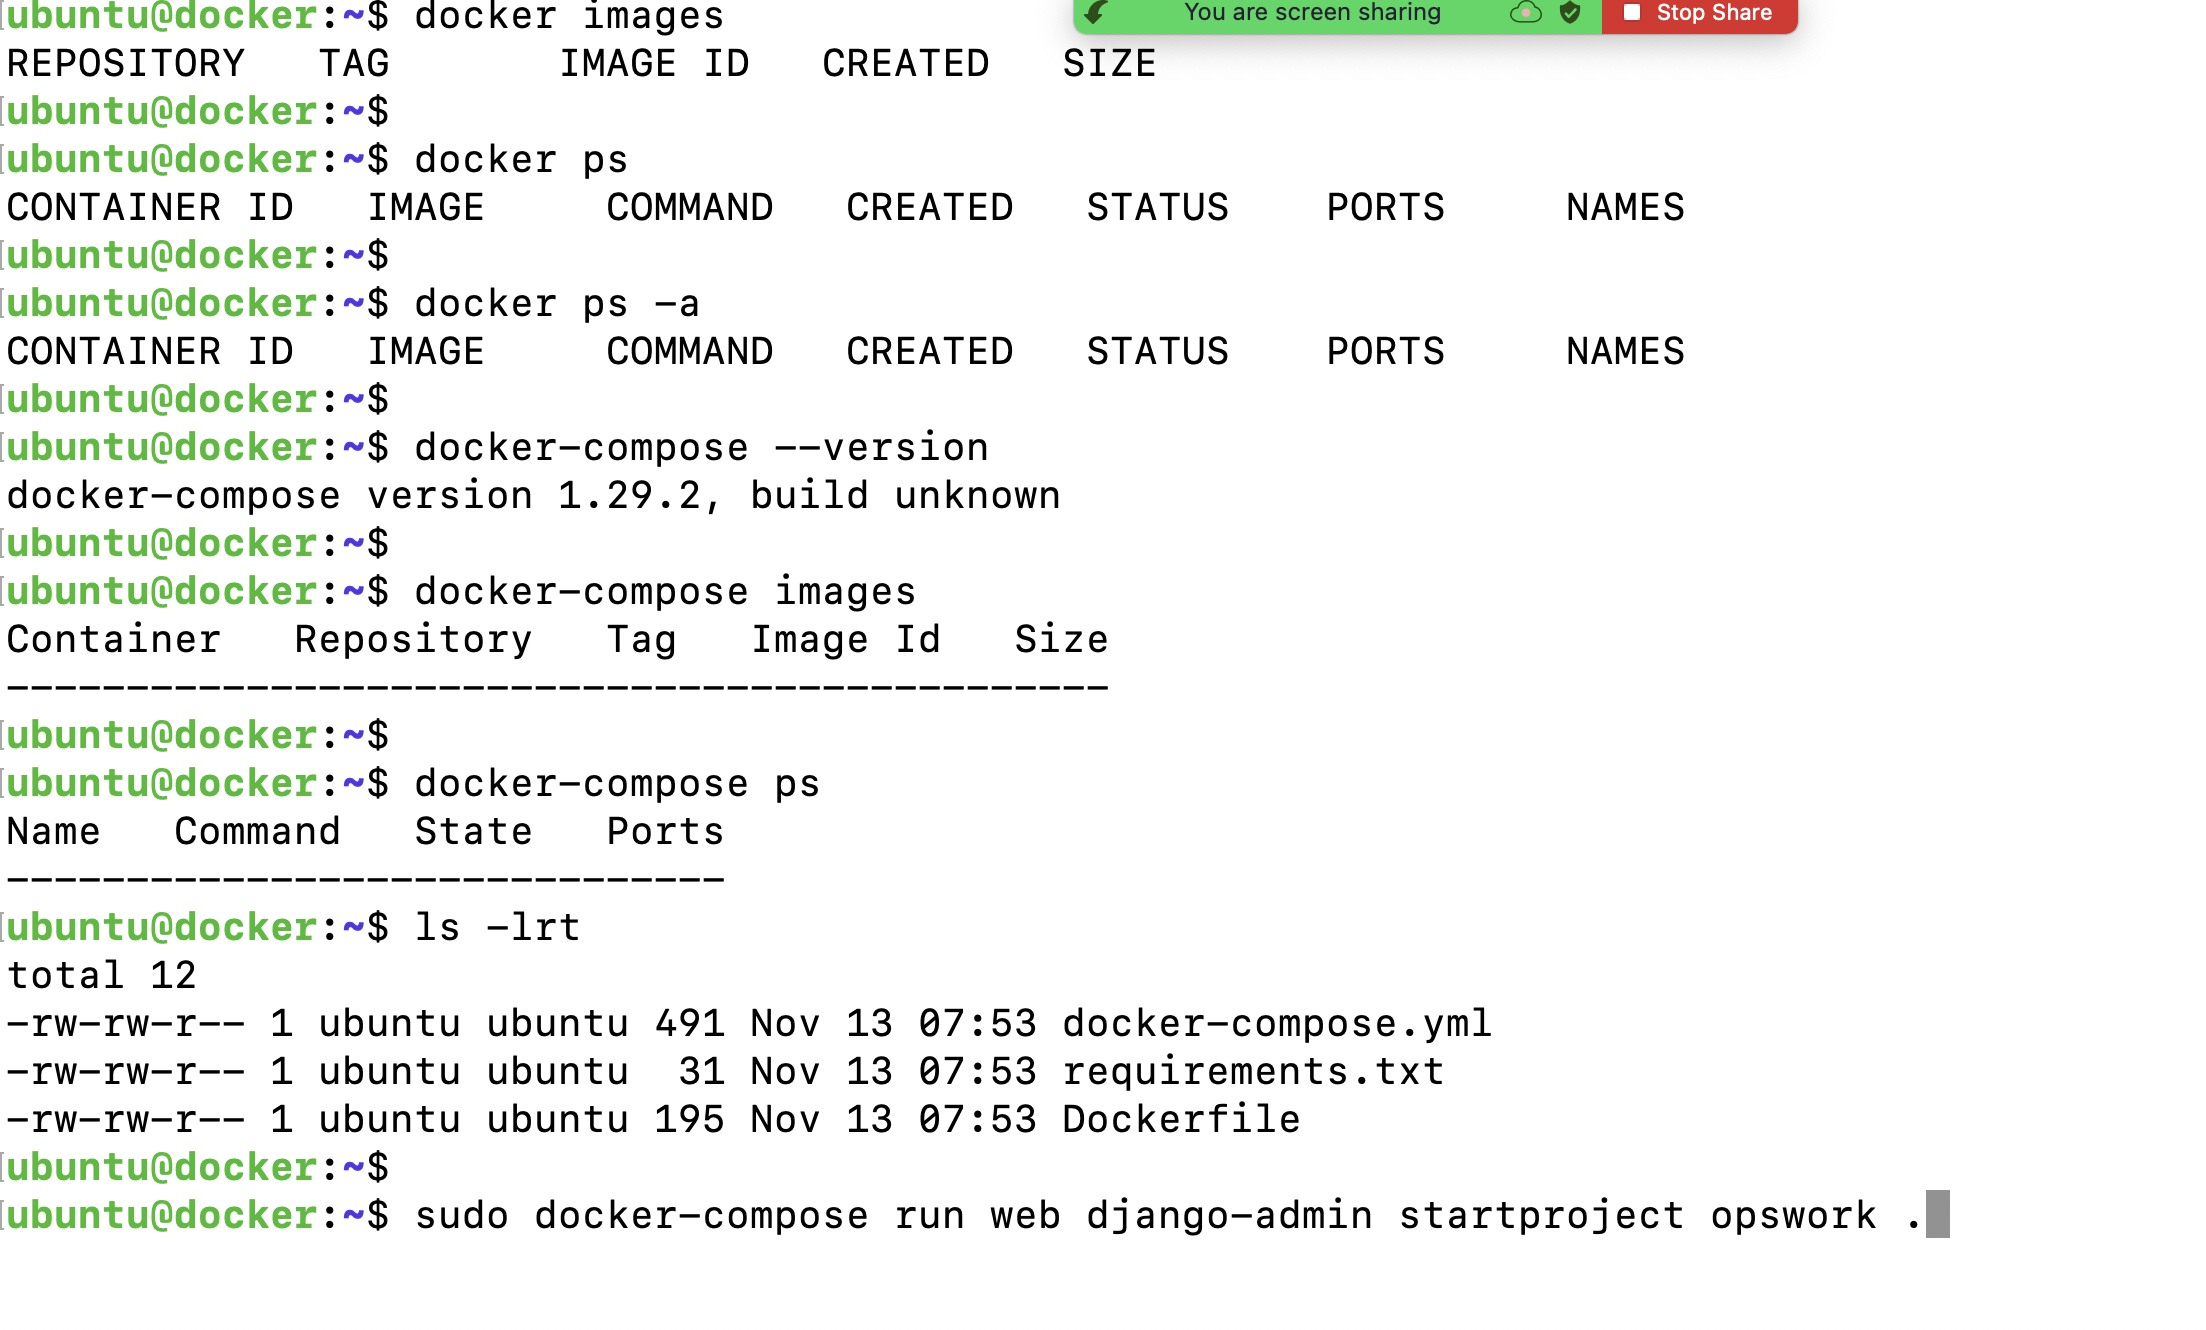 ubuntu@docker:~$ docker images
You are screen sharing
Stop Share
REPOSITORY   TAG       IMAGE ID   CREATED   SIZE
ubuntu@docker:~$
ubuntu@docker:~$ docker ps
CONTAINER ID   IMAGE     COMMAND   CREATED   STATUS    PORTS     NAMES
ubuntu@docker:~$
ubuntu@docker:~$ docker ps -a
CONTAINER ID   IMAGE     COMMAND   CREATED   STATUS    PORTS     NAMES
ubuntu@docker:~$
ubuntu@docker:~$ docker-compose --version
docker-compose version 1.29.2, build unknown
ubuntu@docker:~$
ubuntu@docker:~$ docker-compose images
Container   Repository   Tag   Image Id   Size
----------------------------------------------
ubuntu@docker:~$
ubuntu@docker:~$ docker-compose ps
Name   Command   State   Ports
------------------------------
ubuntu@docker:~$ ls -lrt
total 12
-rw-rw-r-- 1 ubuntu ubuntu 491 Nov 13 07:53 docker-compose.yml
-rw-rw-r-- 1 ubuntu ubuntu  31 Nov 13 07:53 requirements.txt
-rw-rw-r-- 1 ubuntu ubuntu 195 Nov 13 07:53 Dockerfile
ubuntu@docker:~$
ubuntu@docker:~$ sudo docker-compose run web django-admin startproject opswork .